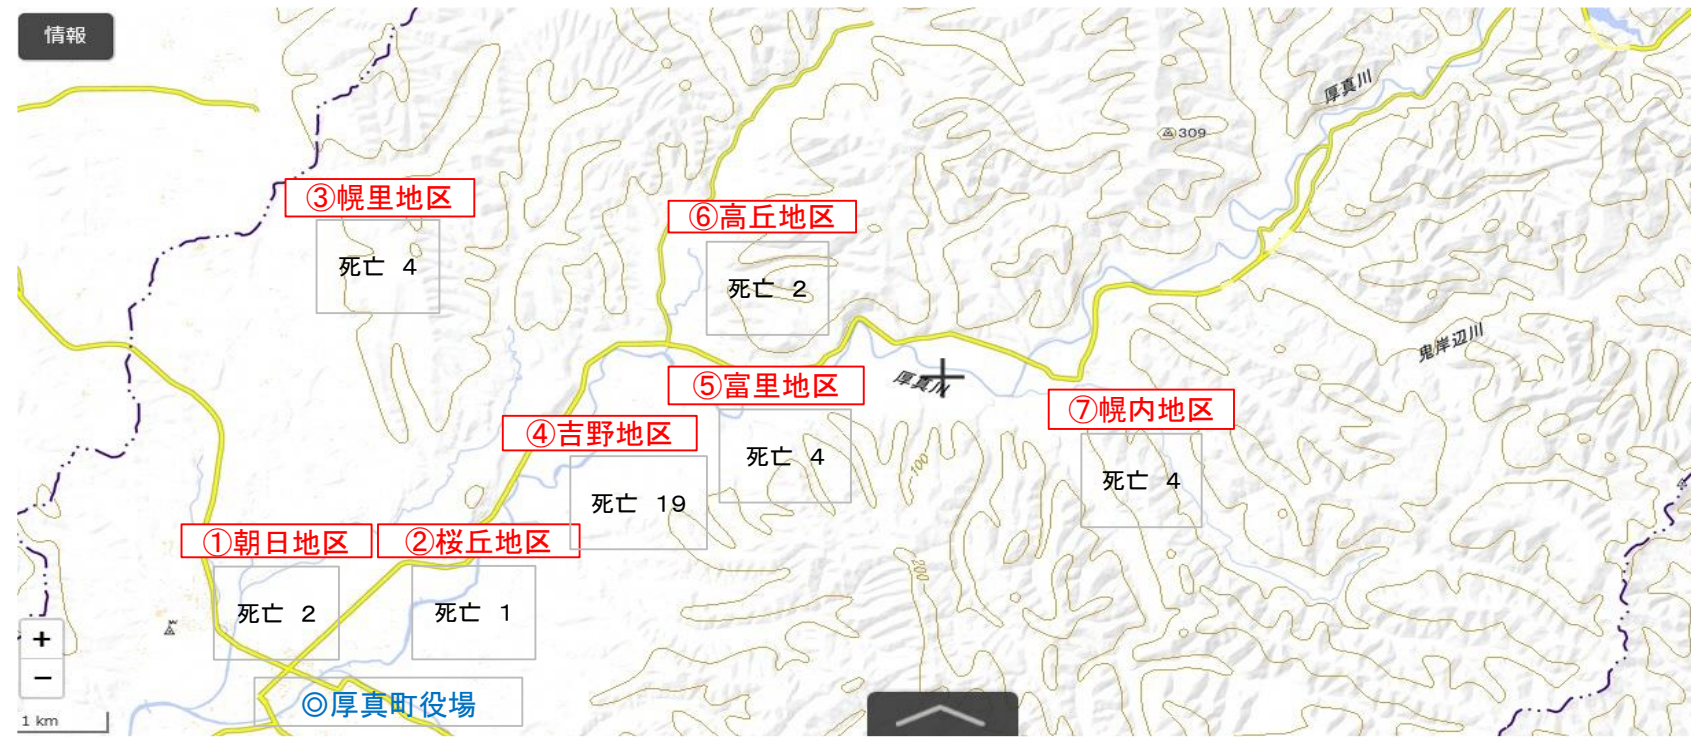 情報
厚真川
309
③幌里地区
死亡 4
⑥高丘地区
死亡 2
鬼岸辺川
⑤富里地区
厚真川
⑦幌内地区
④吉野地区
死亡 4
100
死亡 4
死亡 19
①朝日地区
②桜丘地区
200
死亡 2
死亡 1
+
−
◎厚真町役場
1 km